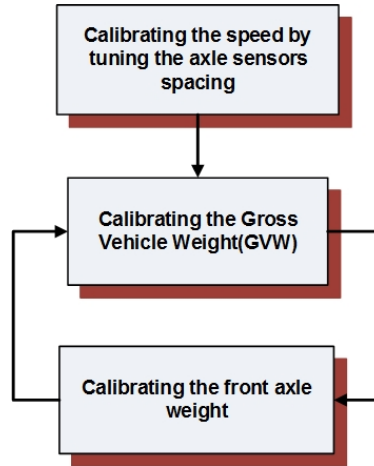 Calibrating the speed by
tuning the axle sensors
spacing
Calibrating the Gross
Vehicle Weight(GVW)
Calibrating the front axle
weight